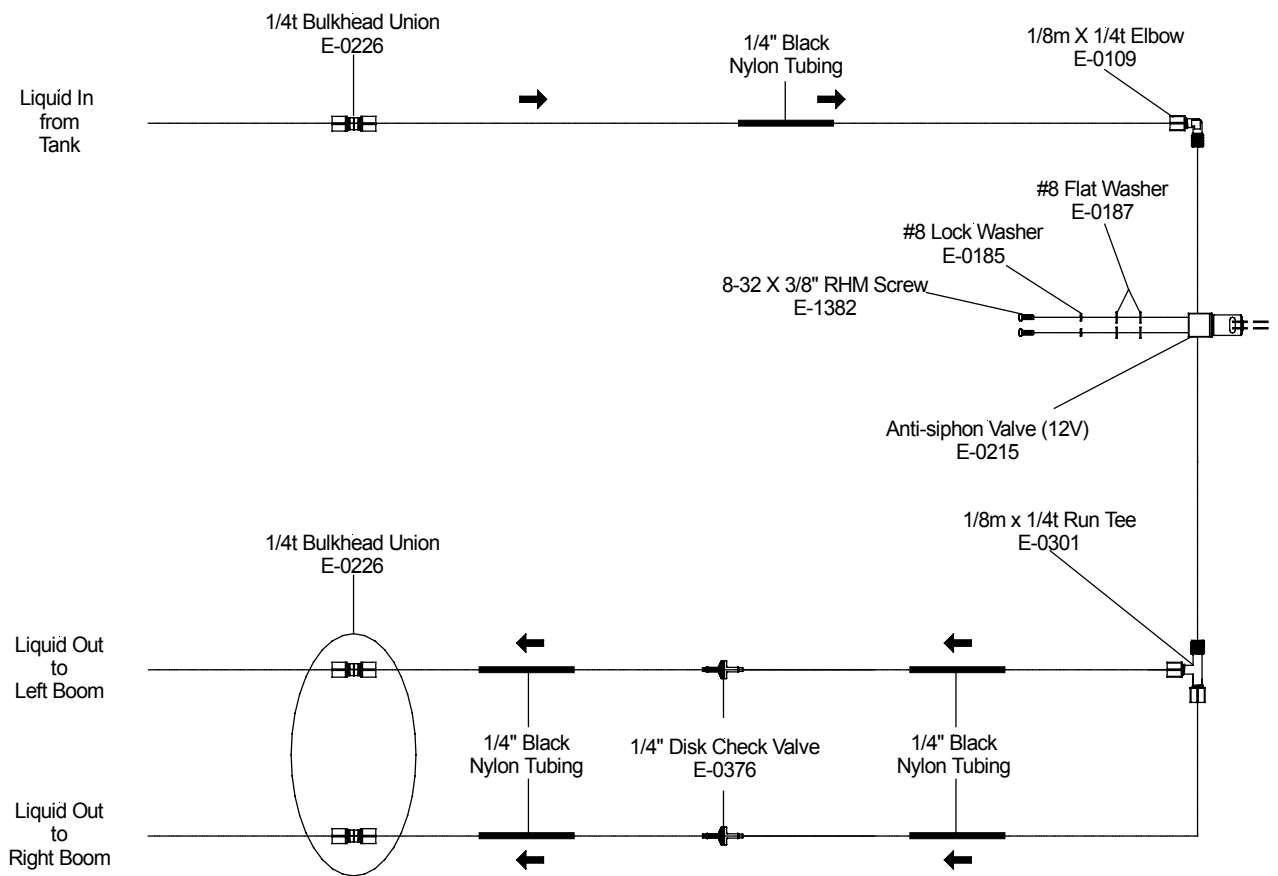 1/4t Bulkhead Union
E-0226
1/4" Black
Nylon Tubing
1/8m X 1/4t Elbow
E-0109
Liquid In
from
Tank
#8 Flat Washer
E-0187
#8 Lock Washer
E-0185
8-32 X 3/8" RHM Screw
E-1382
Anti-siphon Valve (12V)
E-0215
1/8m x 1/4t Run Tee
E-0301
1/4t Bulkhead Union
E-0226
Liquid Out
to
Left Boom
1/4" Black
Nylon Tubing
1/4" Disk Check Valve
E-0376
1/4" Black
Nylon Tubing
Liquid Out
to
Right Boom